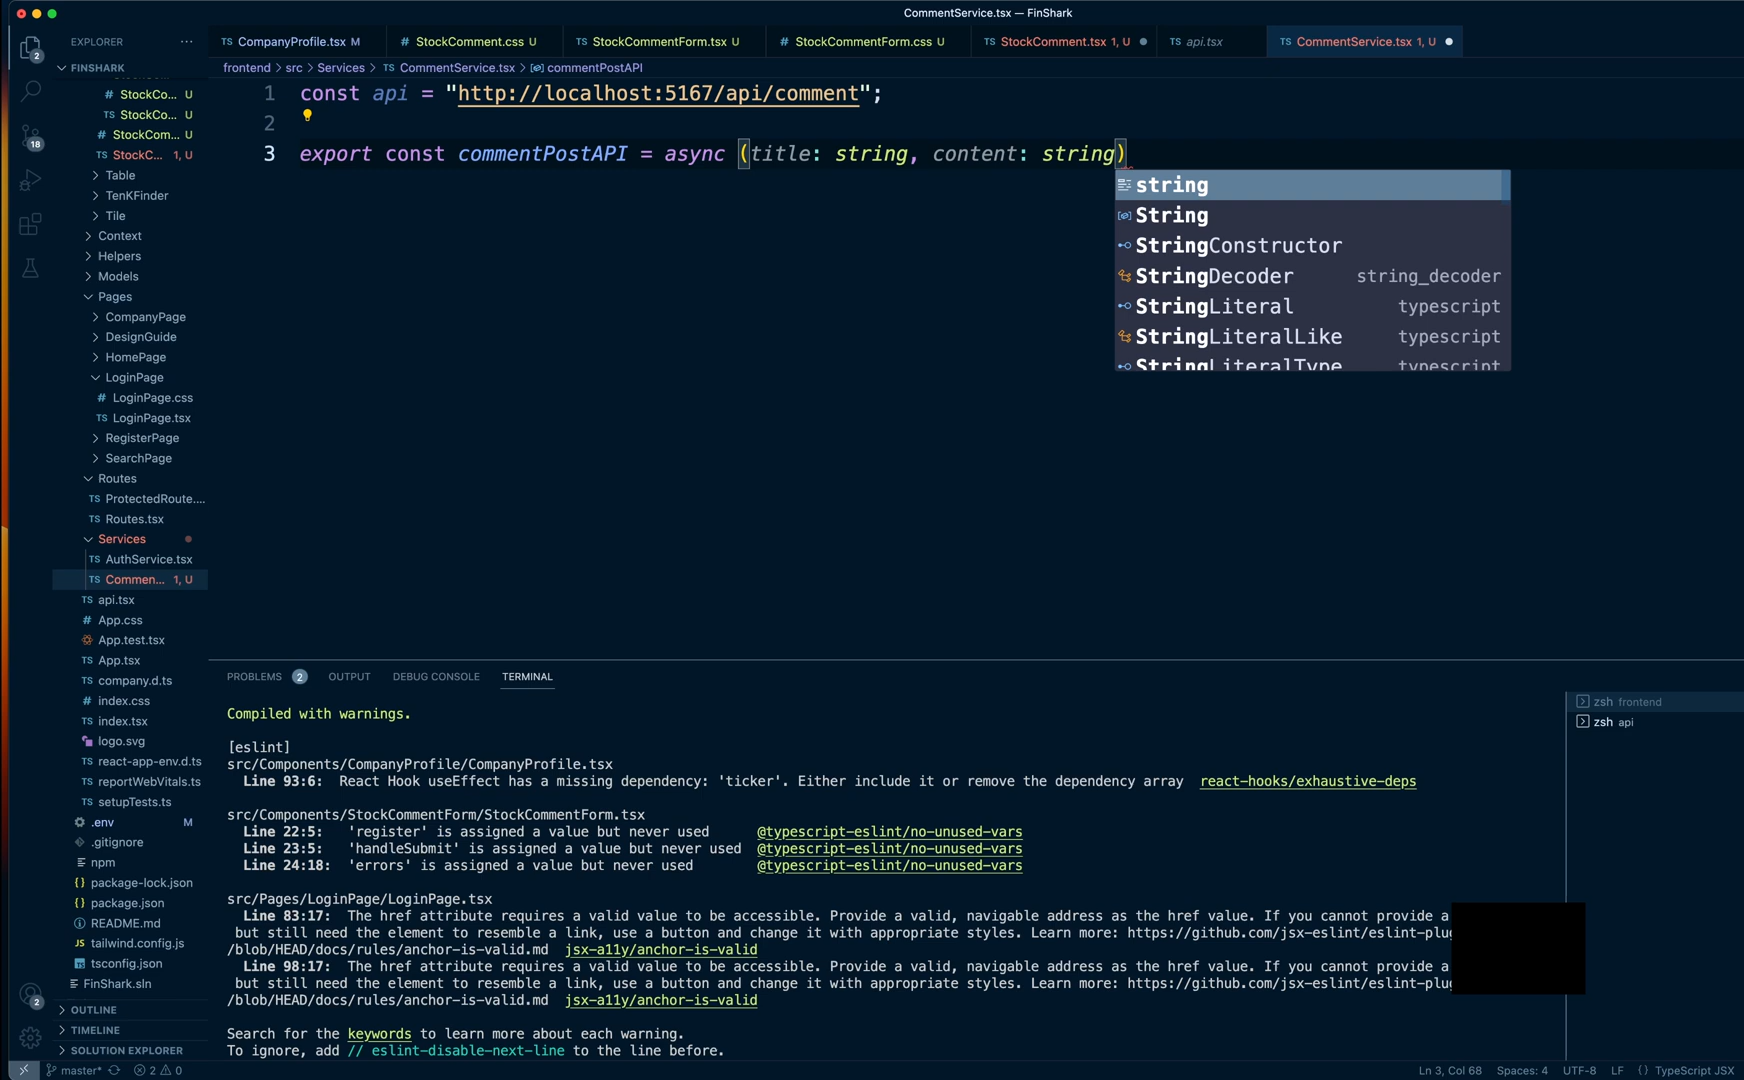 CommentService.tsx — FinShark
EXPLORER
FINSHARK
StockCo... U
StockCo... U
StockCom... U
StockC... 1, U
Table
TenKFinder
Tile
Context
Helpers
Models
Pages
CompanyPage
DesignGuide
HomePage
LoginPage
LoginPage.css
LoginPage.tsx
RegisterPage
SearchPage
Routes
ProtectedRoute....
Routes.tsx
Services
AuthService.tsx
Commen... 1, U
api.tsx
App.css
App.test.tsx
App.tsx
company.d.ts
index.css
index.tsx
logo.svg
react-app-env.d.ts
reportWebVitals.ts
setupTests.ts
.env M
.gitignore
npm
package-lock.json
package.json
README.md
tailwind.config.js
tsconfig.json
FinShark.sln
OUTLINE
TIMELINE
SOLUTION EXPLORER
2
18
2
CompanyProfile.tsx M
StockComment.css U
StockCommentForm.tsx U
StockCommentForm.css U
StockComment.tsx 1, U
api.tsx
CommentService.tsx 1, U
frontend > src > Services > TS CommentService.tsx > commentPostAPI
1 const api = "http://localhost:5167/api/comment";
2
3 export const commentPostAPI = async (title: string, content: string)
string
String
StringConstructor
StringDecoder string_decoder
StringLiteral typescript
StringLiteralLike typescript
StringLiteralType typescript
PROBLEMS 2 OUTPUT DEBUG CONSOLE TERMINAL
Compiled with warnings.
[eslint]
src/Components/CompanyProfile/CompanyProfile.tsx
Line 93:6: React Hook useEffect has a missing dependency: 'ticker'. Either include it or remove the dependency array react-hooks/exhaustive-deps
src/Components/StockCommentForm/StockCommentForm.tsx
Line 22:5: 'register' is assigned a value but never used @typescript-eslint/no-unused-vars
Line 23:5: 'handleSubmit' is assigned a value but never used @typescript-eslint/no-unused-vars
Line 24:18: 'errors' is assigned a value but never used @typescript-eslint/no-unused-vars
src/Pages/LoginPage/LoginPage.tsx
Line 83:17: The href attribute requires a valid value to be accessible. Provide a valid, navigable address as the href value. If you cannot provide a
but still need the element to resemble a link, use a button and change it with appropriate styles. Learn more: https://github.com/jsx-eslint/eslint-plug
/blob/HEAD/docs/rules/anchor-is-valid.md jsx-a11y/anchor-is-valid
Line 98:17: The href attribute requires a valid value to be accessible. Provide a valid, navigable address as the href value. If you cannot provide a
but still need the element to resemble a link, use a button and change it with appropriate styles. Learn more: https://github.com/jsx-eslint/eslint-plug
/blob/HEAD/docs/rules/anchor-is-valid.md jsx-a11y/anchor-is-valid
Search for the keywords to learn more about each warning.
To ignore, add // eslint-disable-next-line to the line before.
zsh frontend
zsh api
master* 2 0
Ln 3, Col 68 Spaces: 4 UTF-8 LF {} TypeScript JSX